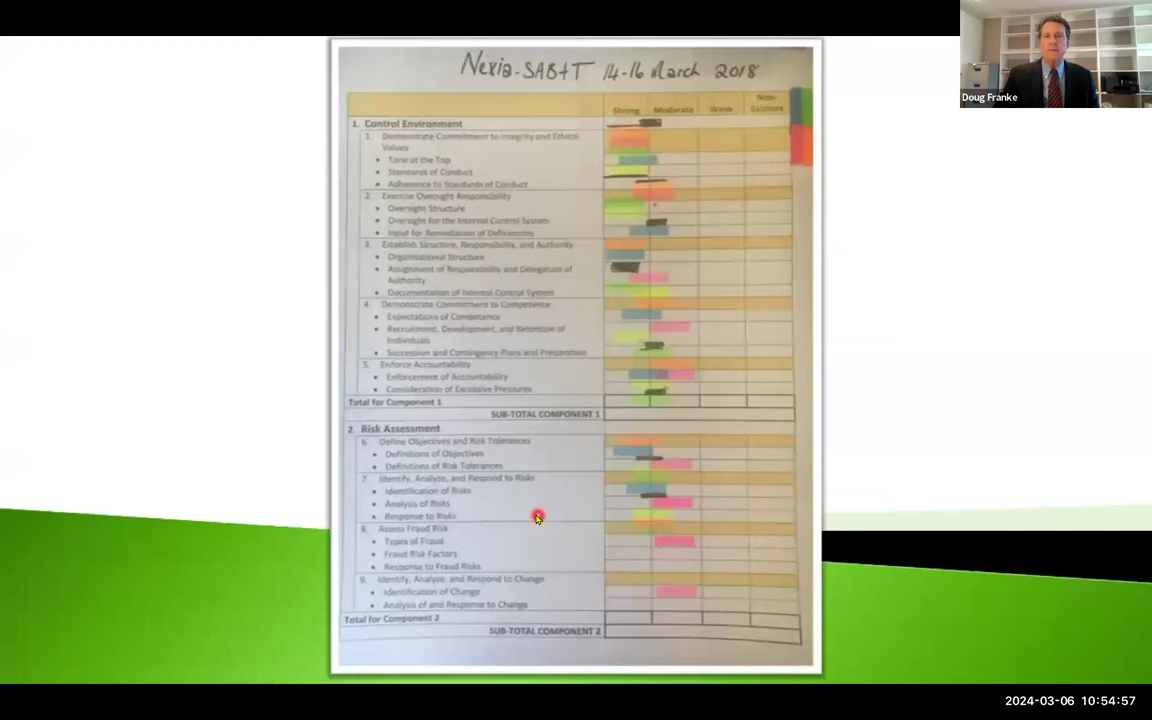 Nexia-SAB&T 14-16 March 2018
Strong Moderate Weak Non-Existent
1. Control Environment
1. Demonstrate Commitment to Integrity and Ethical
Values
• Tone at the Top
• Standards of Conduct
• Adherence to Standards of Conduct
2. Exercise Oversight Responsibility
• Oversight Structure
• Oversight for the Internal Control System
• Input for Remediation of Deficiencies
3. Establish Structure, Responsibility, and Authority
• Organisational Structure
• Assignment of Responsibility and Delegation of
Authority
• Documentation of Internal Control System
4. Demonstrate Commitment to Competence
• Expectations of Competence
• Recruitment, Development, and Retention of
Individuals
• Succession and Contingency Plans and Preparation
5. Enforce Accountability
• Enforcement of Accountability
• Consideration of Excessive Pressures
Total for Component 1
SUB-TOTAL COMPONENT 1
2. Risk Assessment
6. Define Objectives and Risk Tolerances
• Definitions of Objectives
• Definitions of Risk Tolerances
7. Identify, Analyze, and Respond to Risks
• Identification of Risks
• Analysis of Risks
• Response to Risks
8. Assess Fraud Risk
• Types of Fraud
• Fraud Risk Factors
• Response to Fraud Risks
9. Identify, Analyze, and Respond to Change
• Identification of Change
• Analysis of and Response to Change
Total for Component 2
SUB-TOTAL COMPONENT 2
Doug Franke
2024-03-06 10:54:57